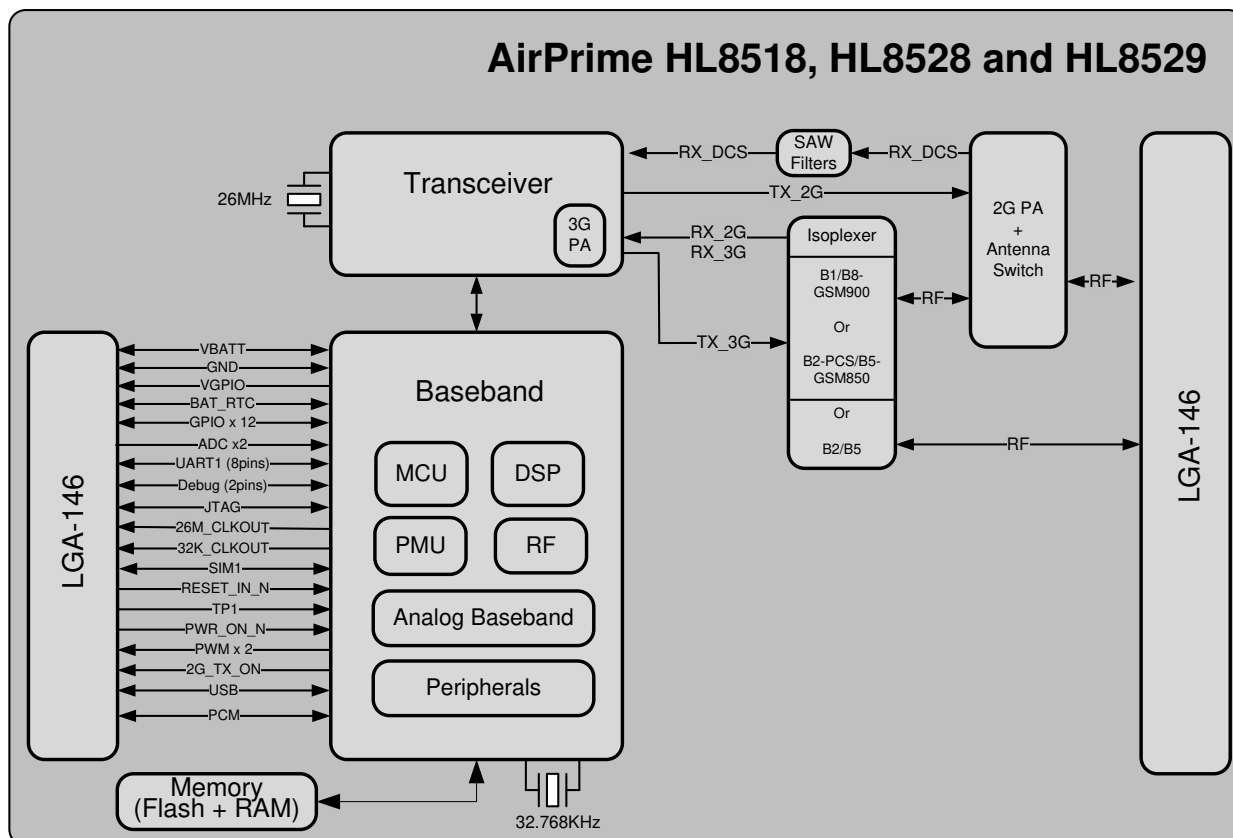 AirPrime HL8518, HL8528 and HL8529
Transceiver
3G
PA
26MHz
RX_DCS
SAW
Filters
RX_DCS
TX_2G
RX_2G
RX_3G
TX_3G
Isoplexer
B1/B8-
GSM900
Or
B2-PCS/B5-
GSM850
Or
B2/B5
RF
2G PA
+
Antenna
Switch
RF
RF
LGA-146
LGA-146
VBATT
GND
VGPIO
BAT_RTC
GPIO x 12
ADC x2
UART1 (8pins)
Debug (2pins)
JTAG
26M_CLKOUT
32K_CLKOUT
SIM1
RESET_IN_N
TP1
PWR_ON_N
PWM x 2
2G_TX_ON
USB
PCM
Baseband
MCU
DSP
PMU
RF
Analog Baseband
Peripherals
Memory
(Flash + RAM)
32.768KHz